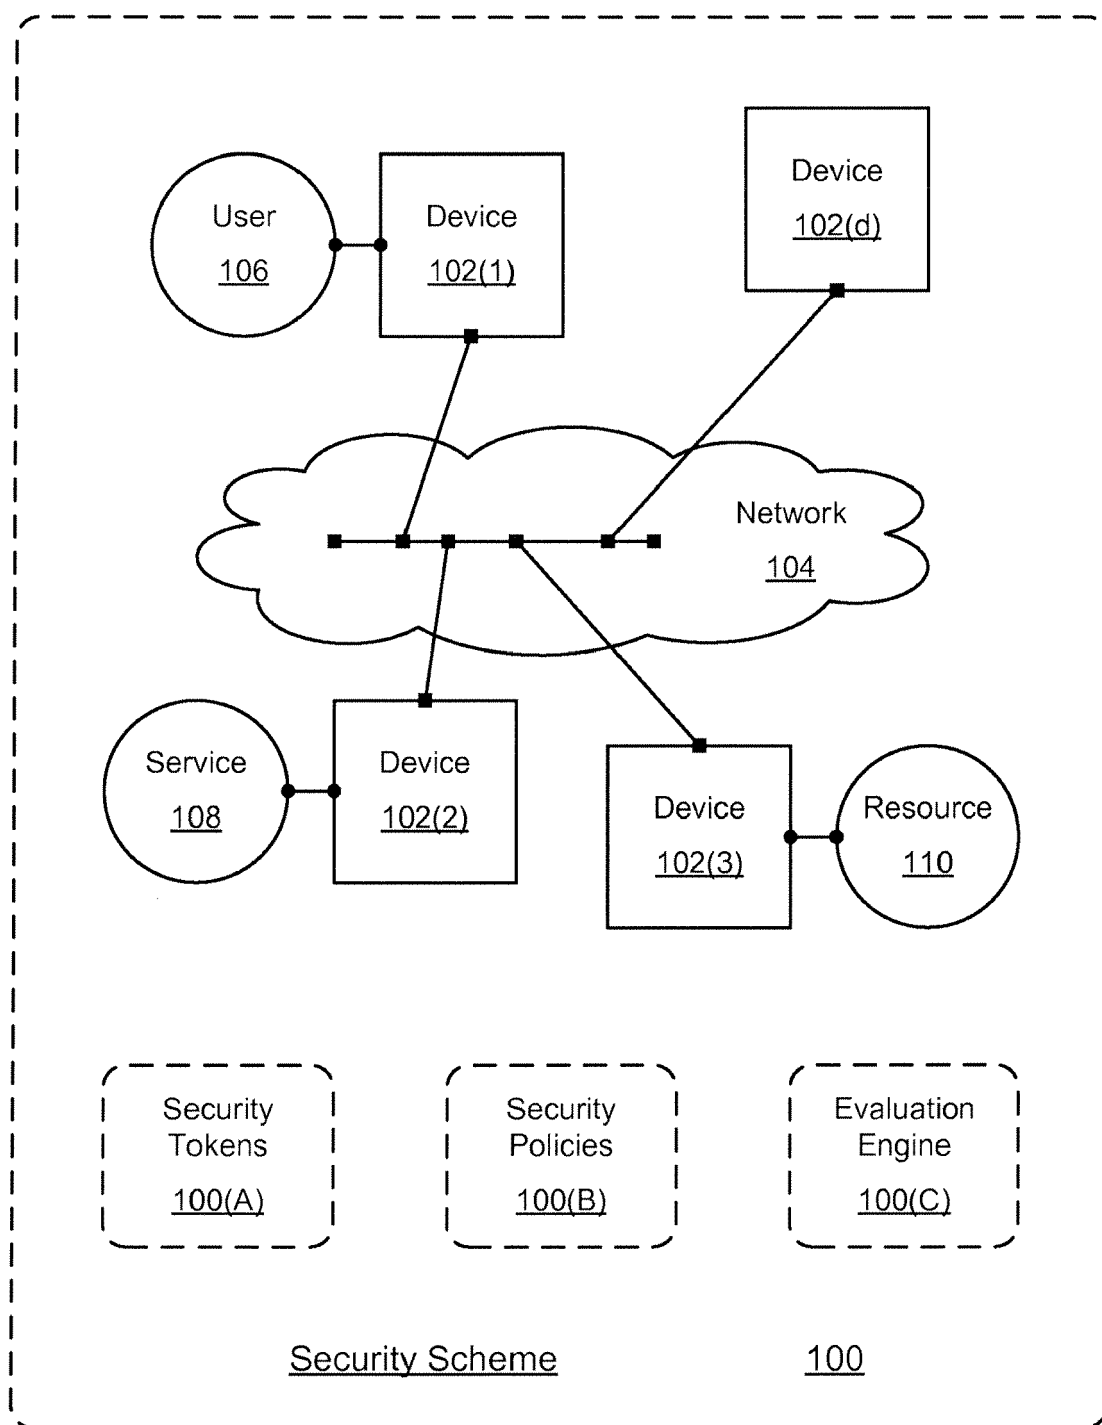 User
106
Device
102(1)
Device
102(d)
Network
104
Service
108
Device
102(2)
Device
102(3)
Resource
110
Security
Tokens
100(A)
Security
Policies
100(B)
Evaluation
Engine
100(C)
Security Scheme 100